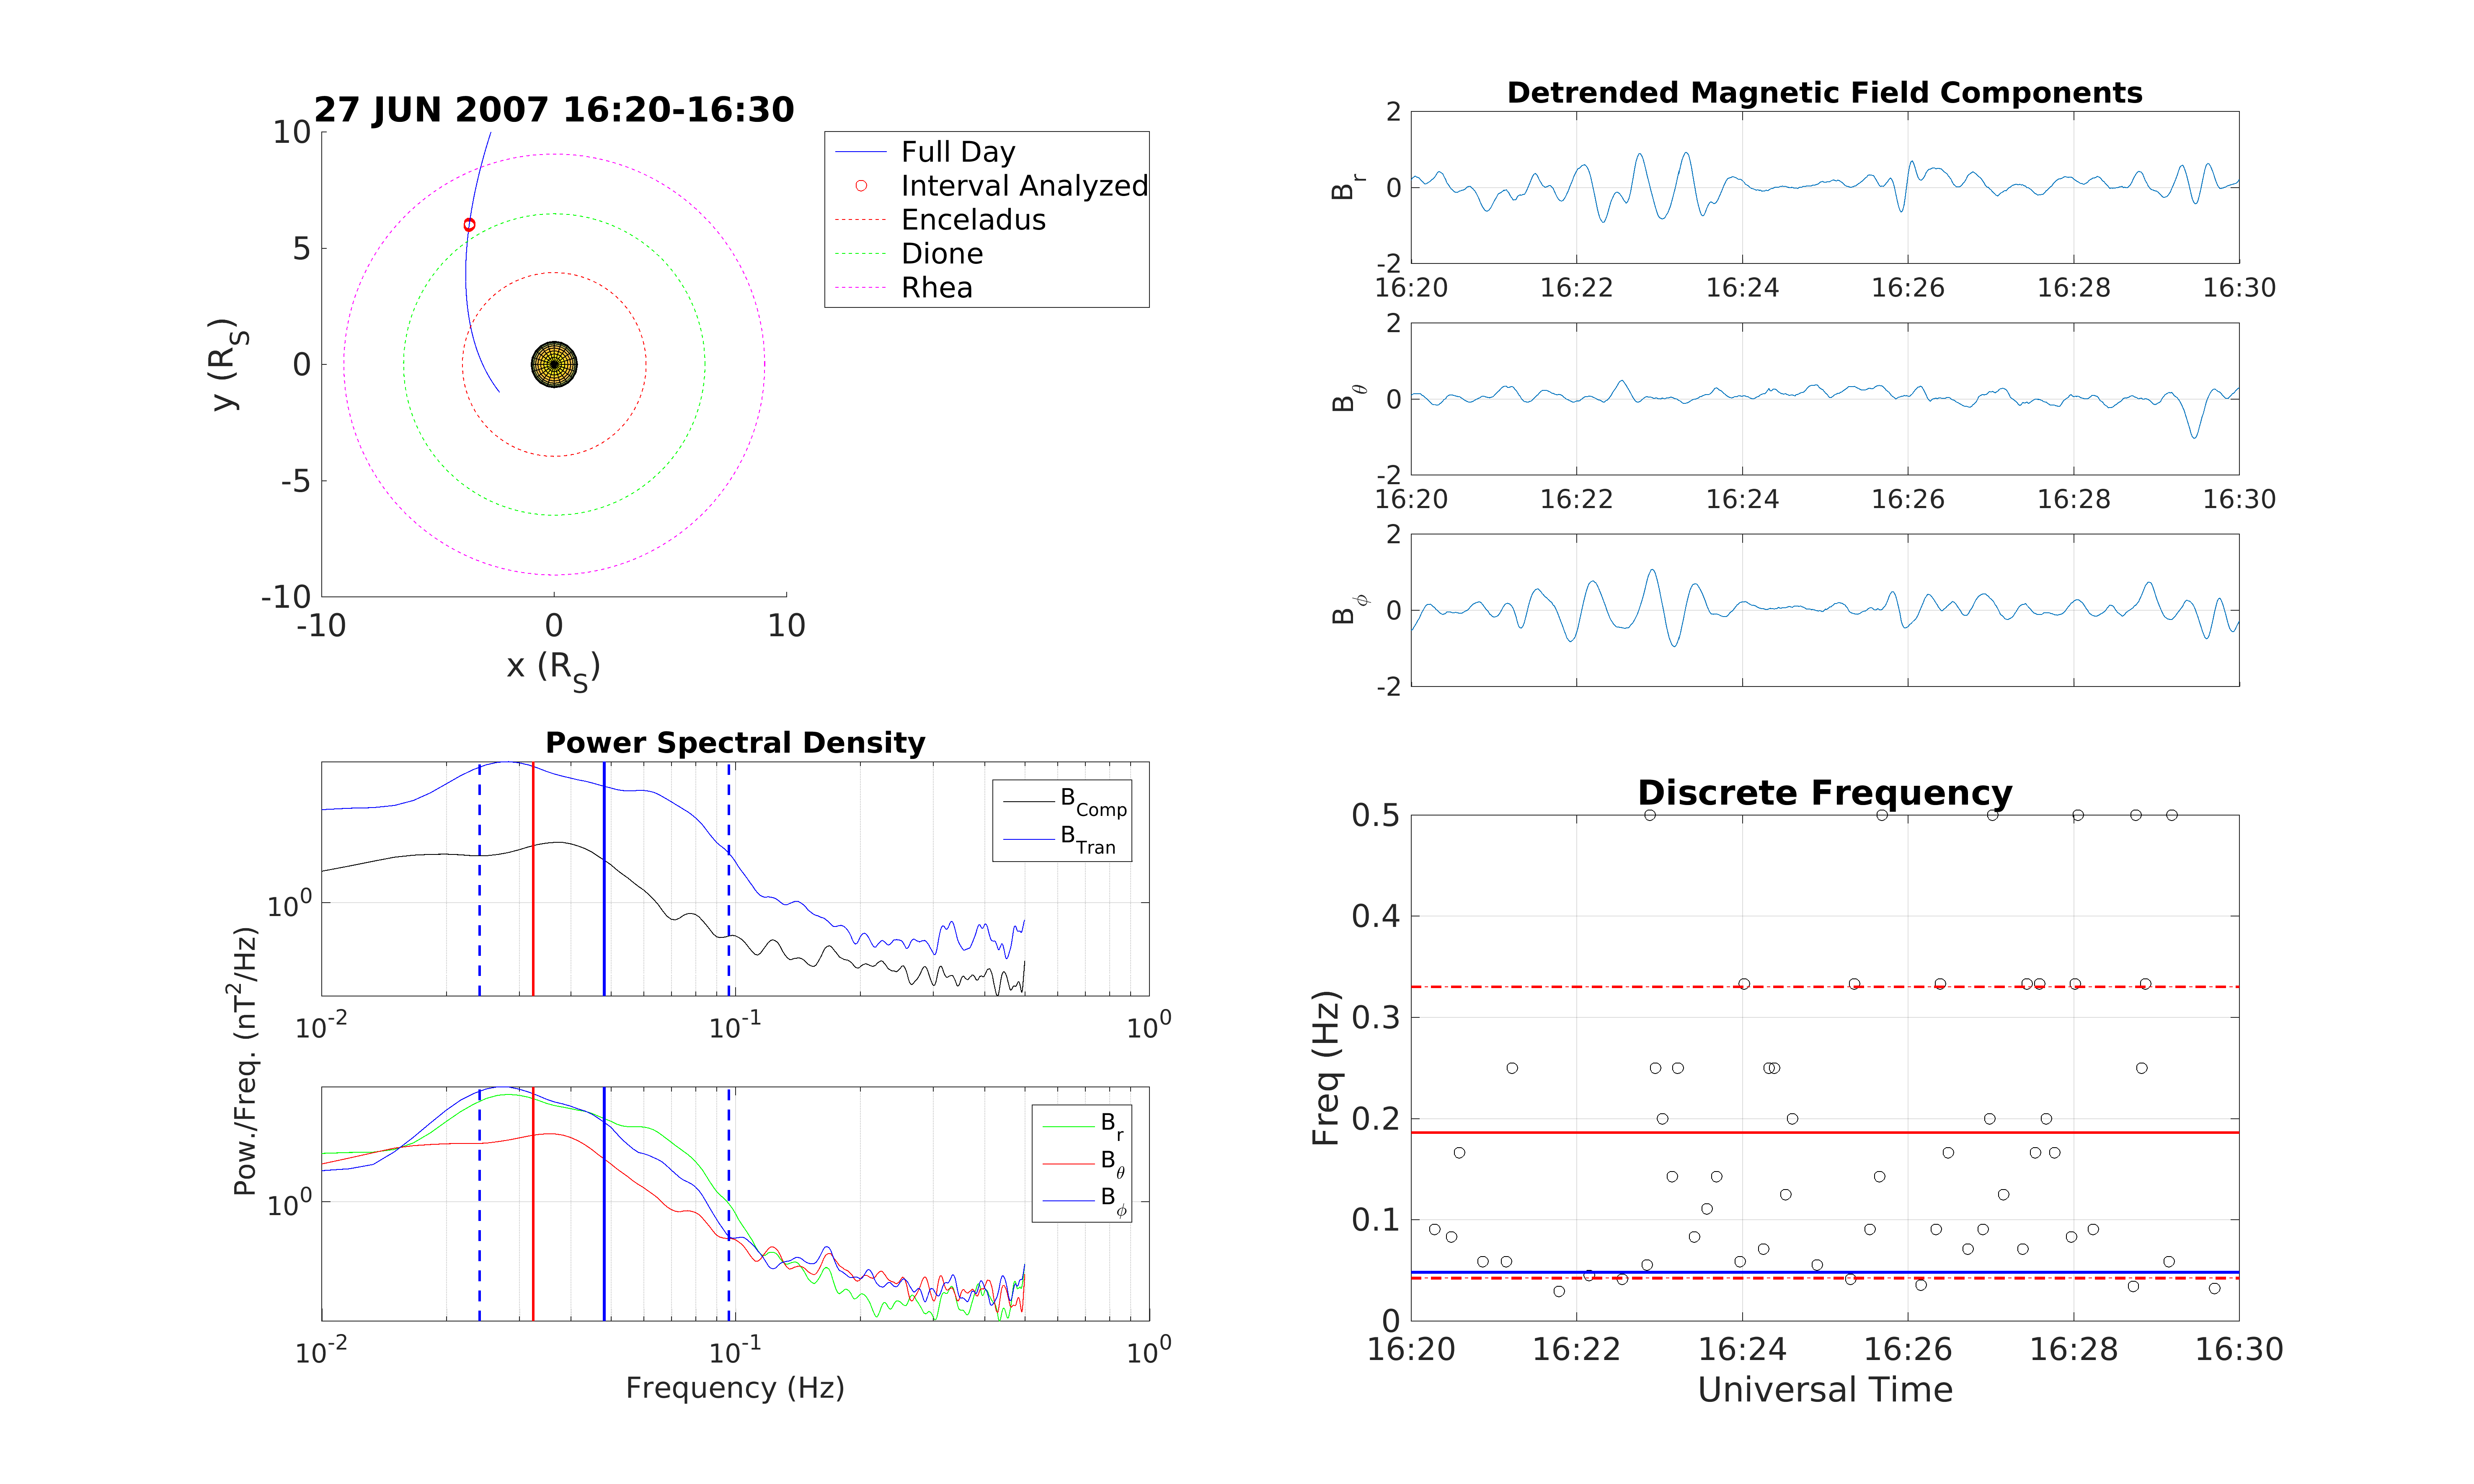 27 JUN 2007 16:20-16:30
10
5
0
-5
-10
-10
0
10
y (R_S)
x (R_S)
Full Day
Interval Analyzed
Enceladus
Dione
Rhea
Detrended Magnetic Field Components
B_r
2
0
-2
16:20
16:22
16:24
16:26
16:28
16:30
B_θ
2
0
-2
16:20
16:22
16:24
16:26
16:28
16:30
B_ϕ
2
0
-2
Power Spectral Density
B_Comp
B_Tran
10^0
10^-2
10^-1
10^0
Pow./Freq. (nT^2/Hz)
B_r
B_θ
B_ϕ
10^0
10^-2
10^-1
10^0
Frequency (Hz)
Discrete Frequency
0.5
0.4
0.3
0.2
0.1
0
Freq (Hz)
16:20
16:22
16:24
16:26
16:28
16:30
Universal Time